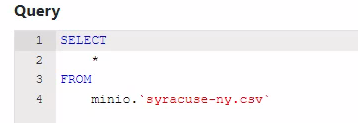 Query
1 SELECT
2 *
3 FROM
4 minio.`syracuse-ny.csv`